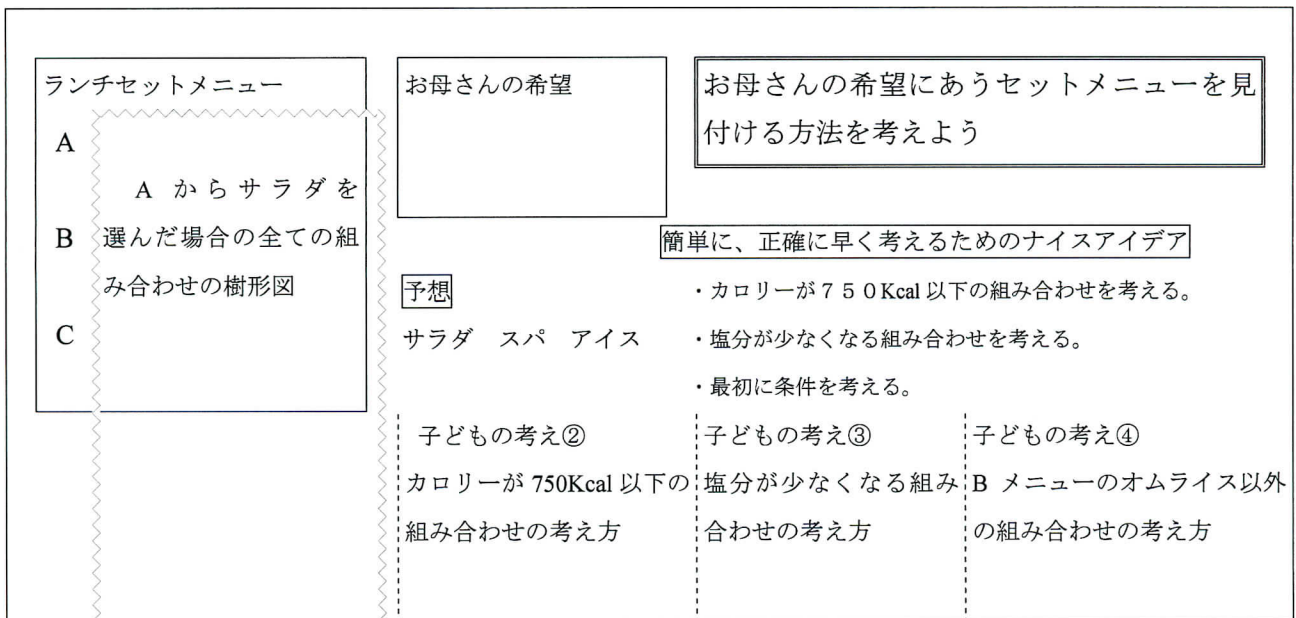 ランチセットメニュー
A
B
C
A からサラダを
選んだ場合の全ての組
み合わせの樹形図
お母さんの希望
お母さんの希望にあうセットメニューを見
付ける方法を考えよう
簡単に、正確に早く考えるためのナイスアイデア
予想
サラダ スパ アイス
・カロリーが７５０Kcal 以下の組み合わせを考える。
・塩分が少なくなる組み合わせを考える。
・最初に条件を考える。
子どもの考え②
カロリーが 750Kcal 以下の
組み合わせの考え方
子どもの考え③
塩分が少なくなる組み
合わせの考え方
子どもの考え④
B メニューのオムライス以外
の組み合わせの考え方